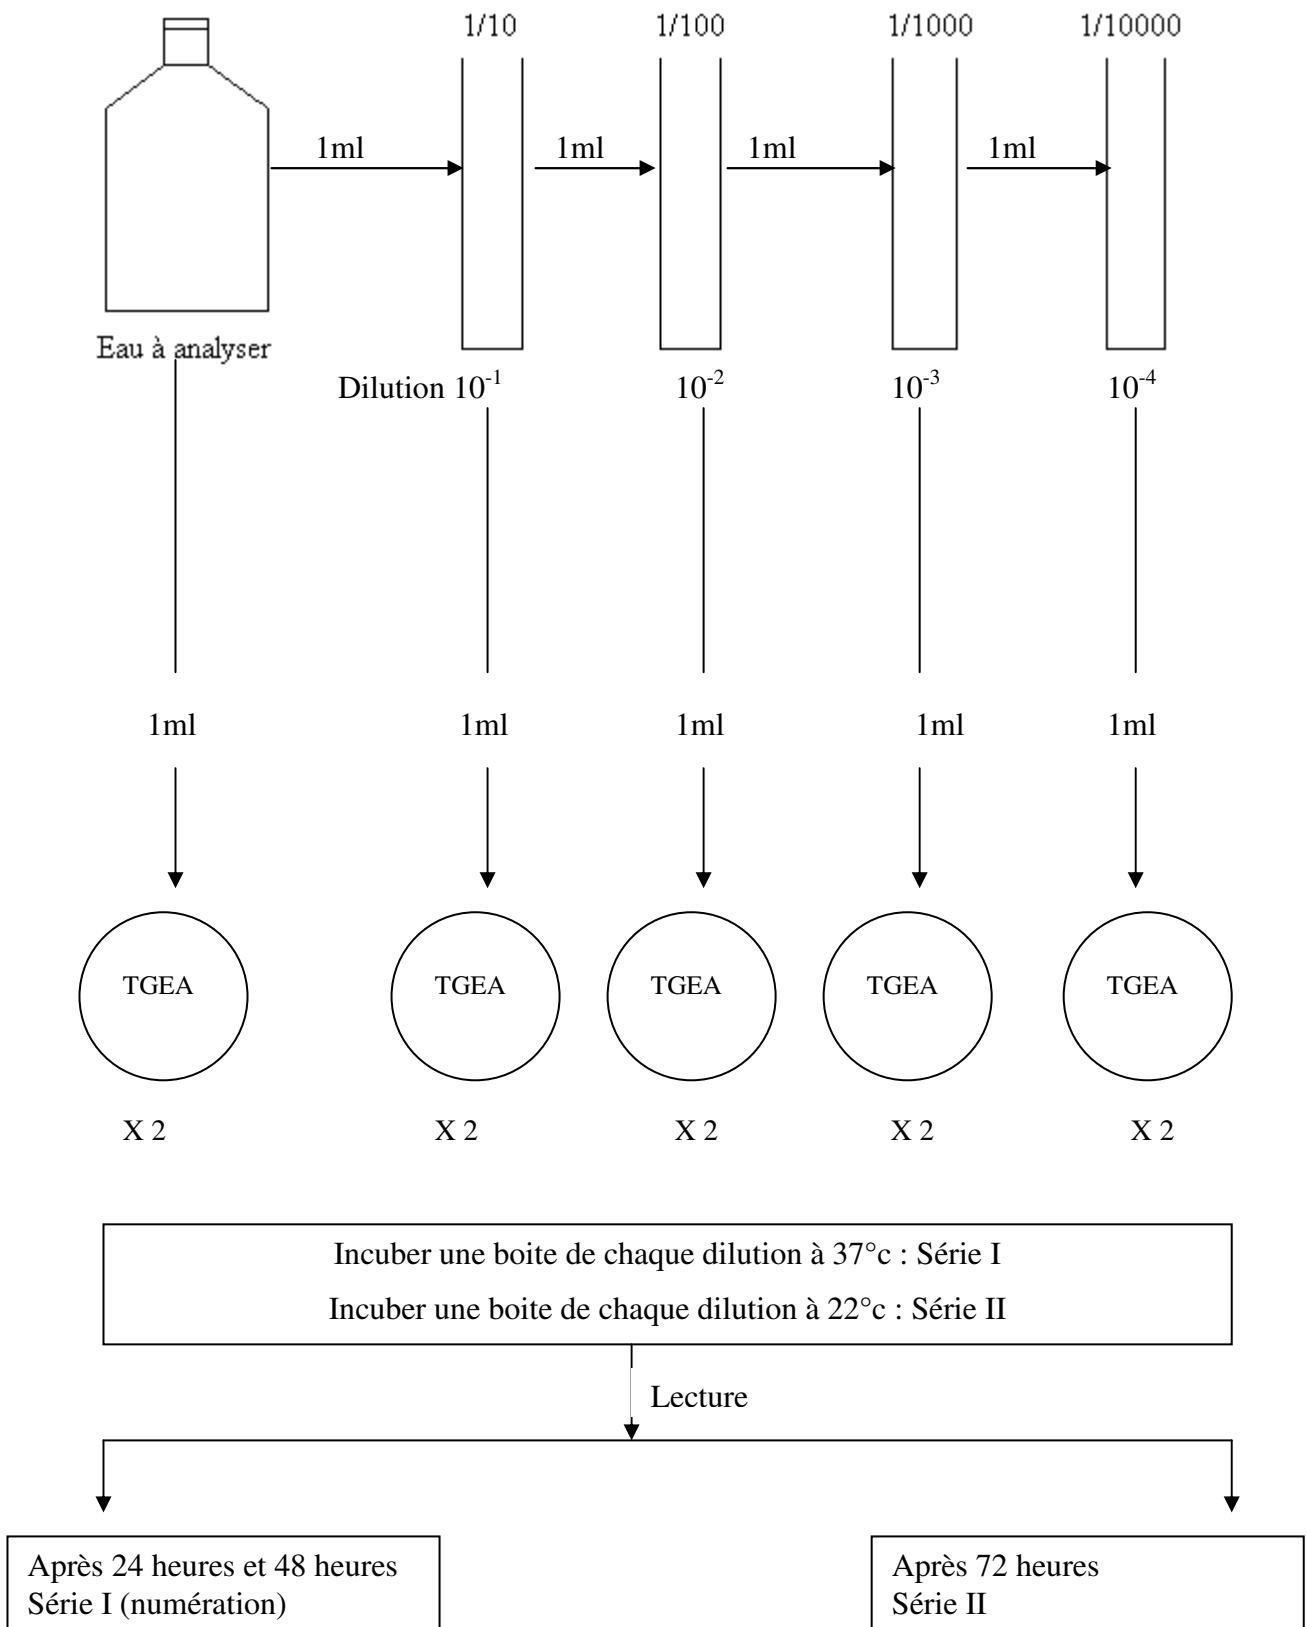 1/10 1/100 1/1000 1/10000
1ml 1ml 1ml 1ml
Eau à analyser
Dilution 10⁻¹ 10⁻² 10⁻³ 10⁻⁴
1ml 1ml 1ml 1ml 1ml
TGEA TGEA TGEA TGEA TGEA
X 2 X 2 X 2 X 2 X 2
Incuber une boite de chaque dilution à 37°c : Série I
Incuber une boite de chaque dilution à 22°c : Série II
Lecture
Après 24 heures et 48 heures
Série I (numération)
Après 72 heures
Série II